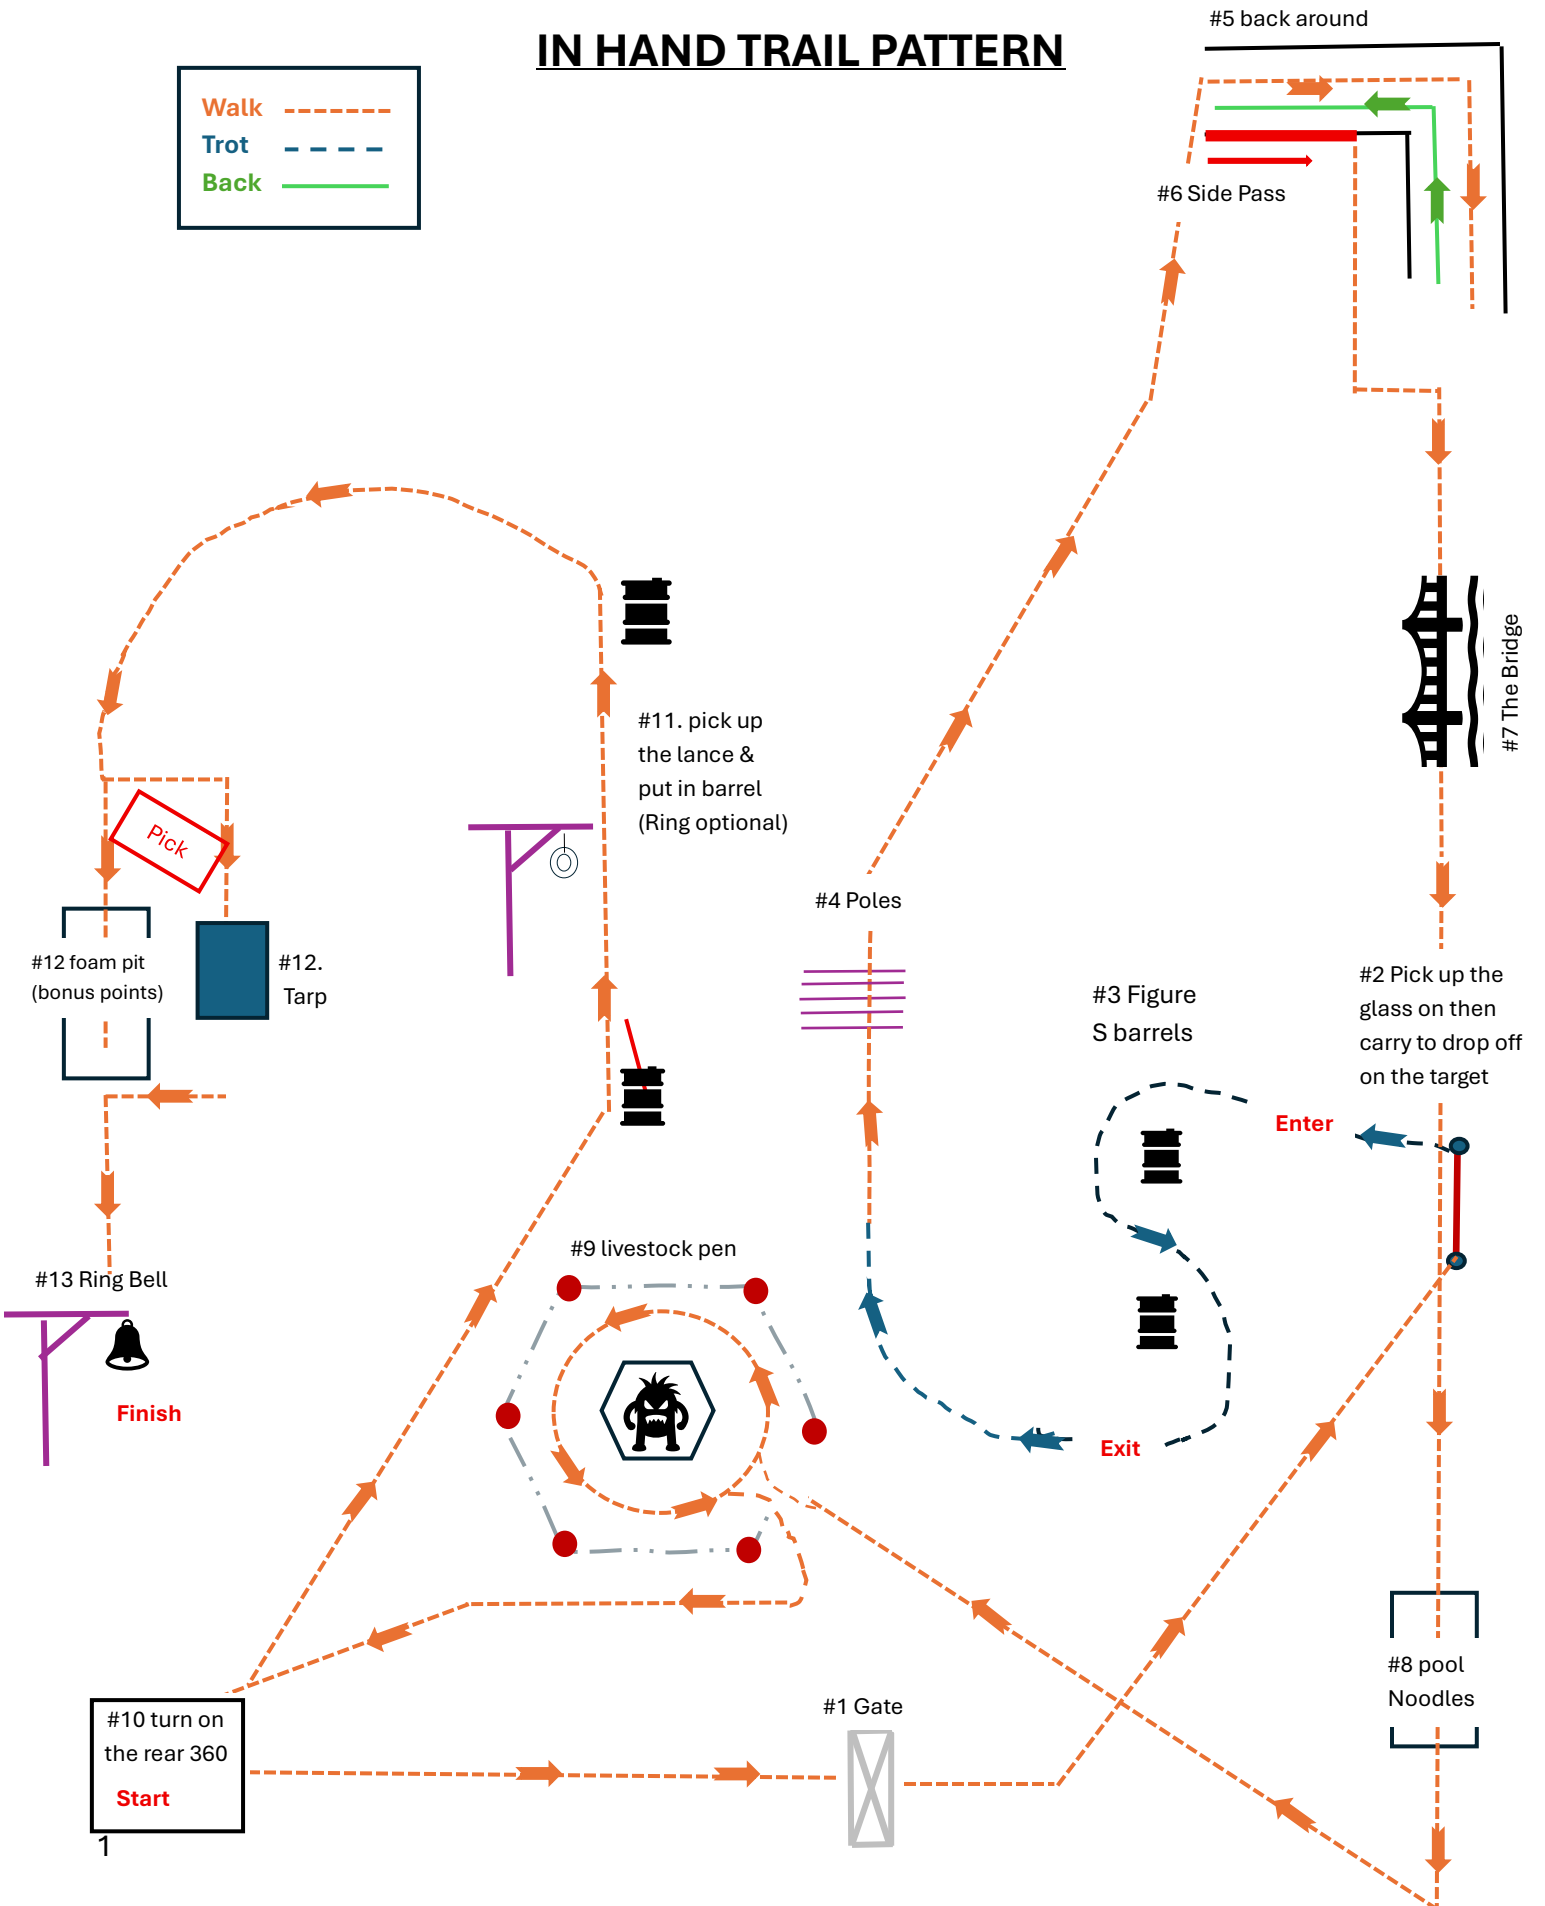 IN HAND TRAIL PATTERN
Walk
Trot
Back
#5 back around
#6 Side Pass
#7 The Bridge
#11. pick up
the lance &
put in barrel
(Ring optional)
Pick
#12 foam pit
(bonus points)
#12.
Tarp
#4 Poles
#3 Figure
S barrels
#2 Pick up the
glass on then
carry to drop off
on the target
Enter
#9 livestock pen
#13 Ring Bell
Finish
Exit
#8 pool
Noodles
#1 Gate
#10 turn on
the rear 360
Start
1